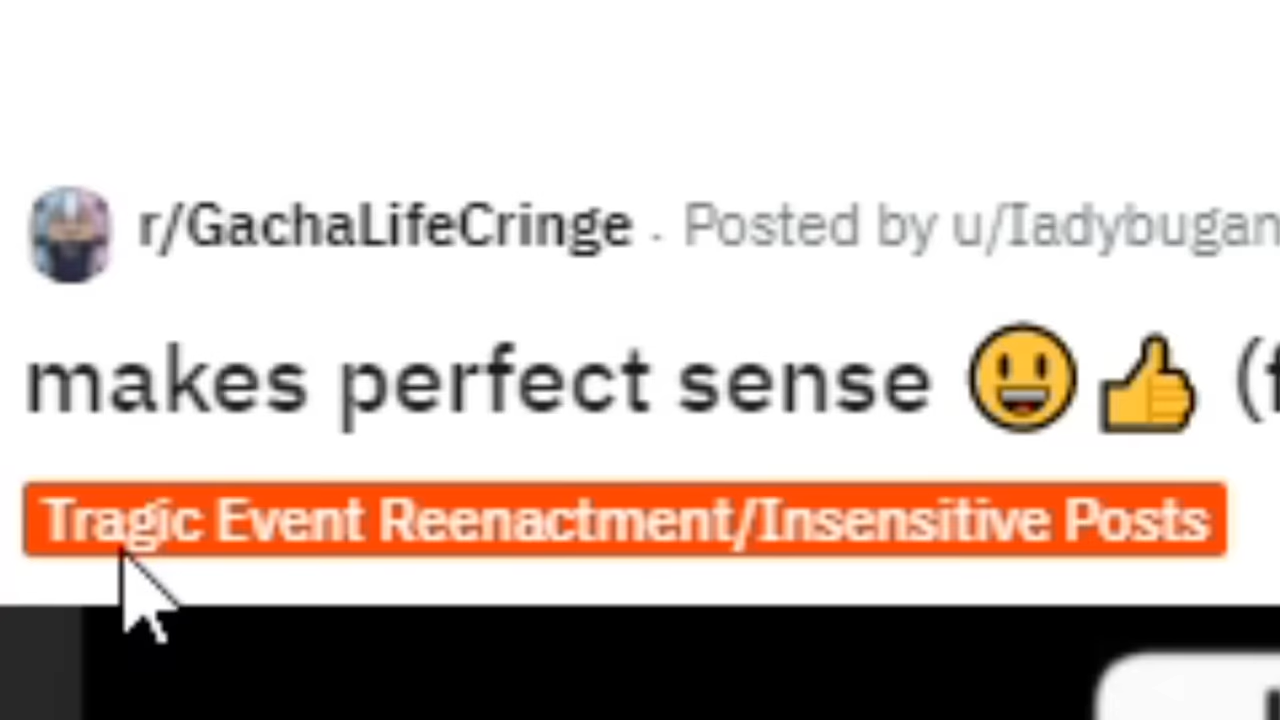 r/GachaLifeCringe · Posted by u/Iadybugan
makes perfect sense 😃👍 (f
Tragic Event Reenactment/Insensitive Posts